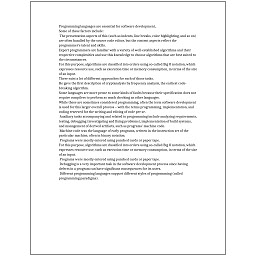 Programming languages are essential for software development.
Some of these factors include:
The presentation aspects of this (such as indents, line breaks, color highlighting, and so on)
are often handled by the source code editor, but the content aspects reflect the
programmer's talent and skills.
Expert programmers are familiar with a variety of well-established algorithms and their
respective complexities and use this knowledge to choose algorithms that are best suited to
the circumstances.
For this purpose, algorithms are classified into orders using so-called Big O notation, which
expresses resource use, such as execution time or memory consumption, in terms of the size
of an input.
There exist a lot of different approaches for each of those tasks.
He gave the first description of cryptanalysis by frequency analysis, the earliest code-
breaking algorithm.
Some languages are more prone to some kinds of faults because their specification does not
require compilers to perform as much checking as other languages.
While these are sometimes considered programming, often the term software development
is used for this larger overall process – with the terms programming, implementation, and
coding reserved for the writing and editing of code per se.
Auxiliary tasks accompanying and related to programming include analyzing requirements,
testing, debugging (investigating and fixing problems), implementation of build systems,
and management of derived artifacts, such as programs' machine code.
Machine code was the language of early programs, written in the instruction set of the
particular machine, often in binary notation.
Programs were mostly entered using punched cards or paper tape.
For this purpose, algorithms are classified into orders using so-called Big O notation, which
expresses resource use, such as execution time or memory consumption, in terms of the size
of an input.
Programs were mostly entered using punched cards or paper tape.
Debugging is a very important task in the software development process since having
defects in a program can have significant consequences for its users.
Different programming languages support different styles of programming (called
programming paradigms).